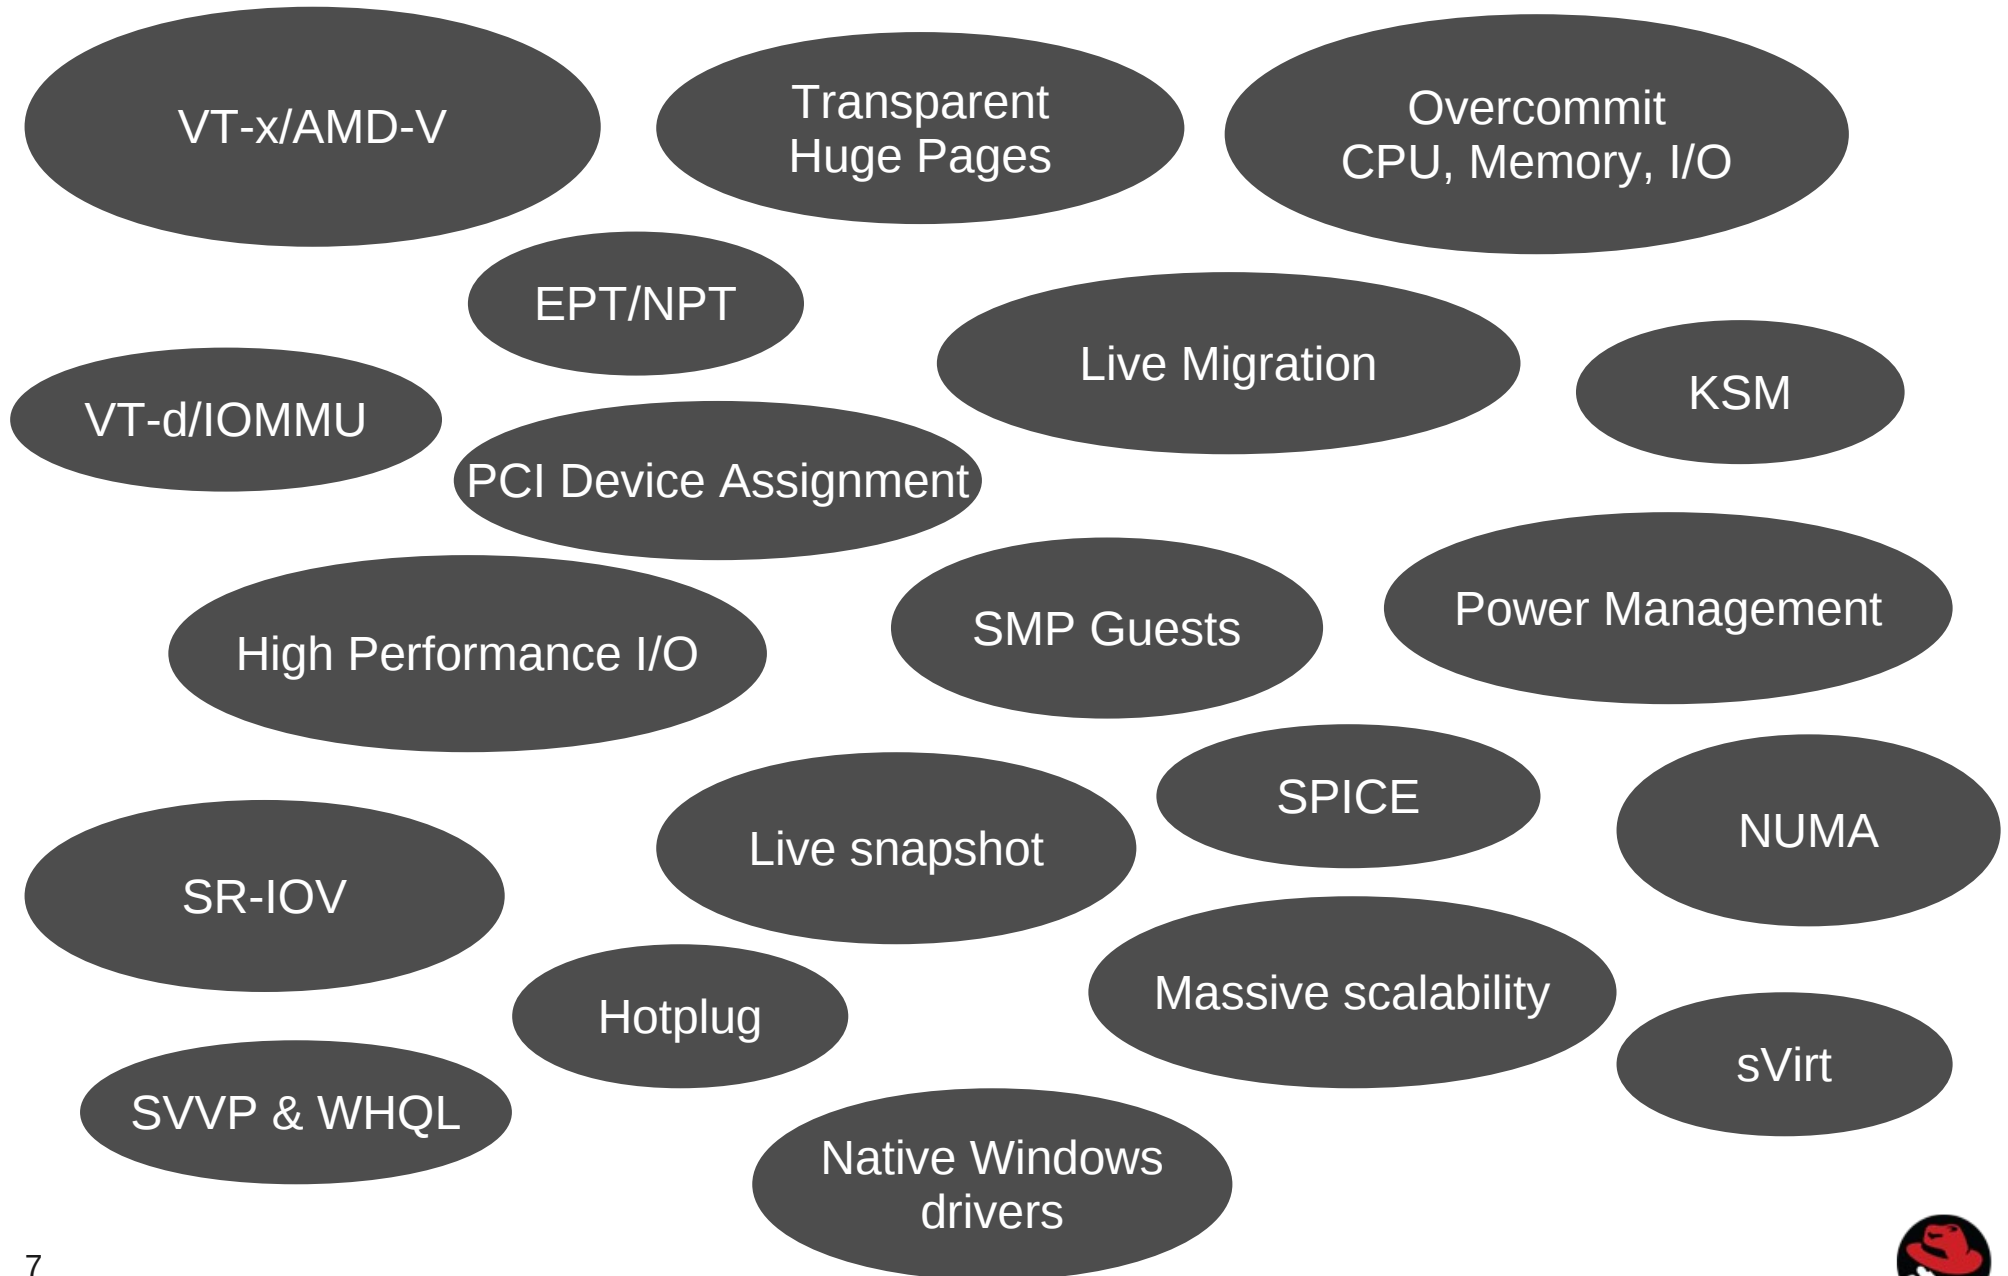 VT-x/AMD-V
Transparent
Huge Pages
Overcommit
CPU, Memory, I/O
EPT/NPT
Live Migration
KSM
VT-d/IOMMU
PCI Device Assignment
High Performance I/O
SMP Guests
Power Management
SPICE
NUMA
Live snapshot
SR-IOV
Massive scalability
Hotplug
sVirt
SVVP & WHQL
Native Windows
drivers
7